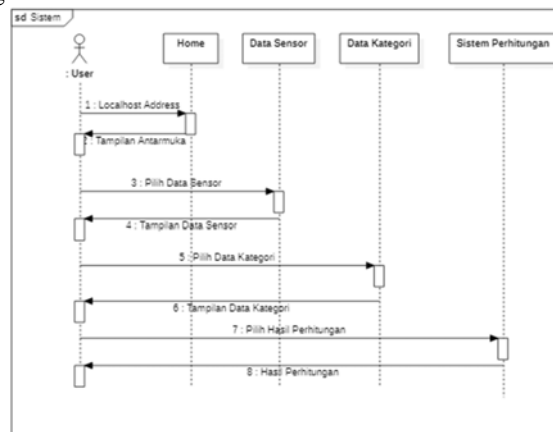 sd Sistem
Home
Data Sensor
Data Kategori
Sistem Perhitungan
: User
1 : Localhost Address
2 : Tampilan Antarmuka
3 : Pilih Data Sensor
4 : Tampilan Data Sensor
5 : Pilih Data Kategori
6 : Tampilan Data Kategori
7 : Pilih Hasil Perhitungan
8 : Hasil Perhitungan